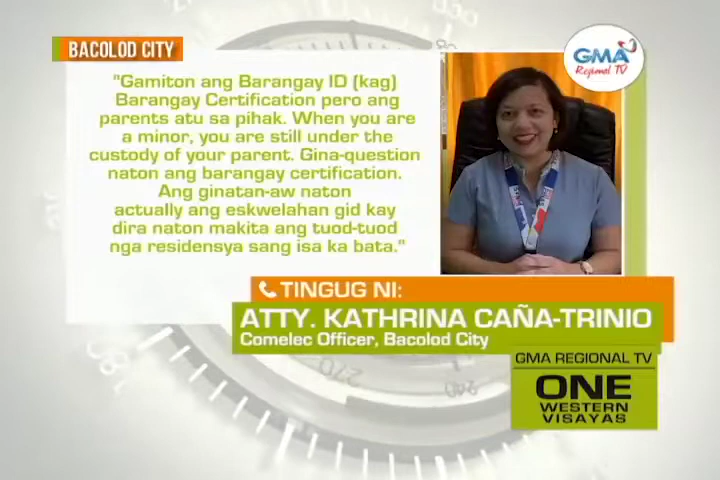 BACOLOD CITY
GMA
Regional TV
"Gamiton ang Barangay ID (kag)
Barangay Certification pero ang
parents atu sa pihak. When you are
a minor, you are still under the
custody of your parent. Gina-question
naton ang barangay certification.
Ang ginatan-aw naton
actually ang eskwelahan gid kay
dira naton makita ang tuod-tuod
nga residensya sang isa ka bata."
TINGUG NI:
ATTY. KATHRINA CAÑA-TRINIO
Comelec Officer, Bacolod City
GMA REGIONAL TV
ONE
WESTERN
VISAYAS
270
240